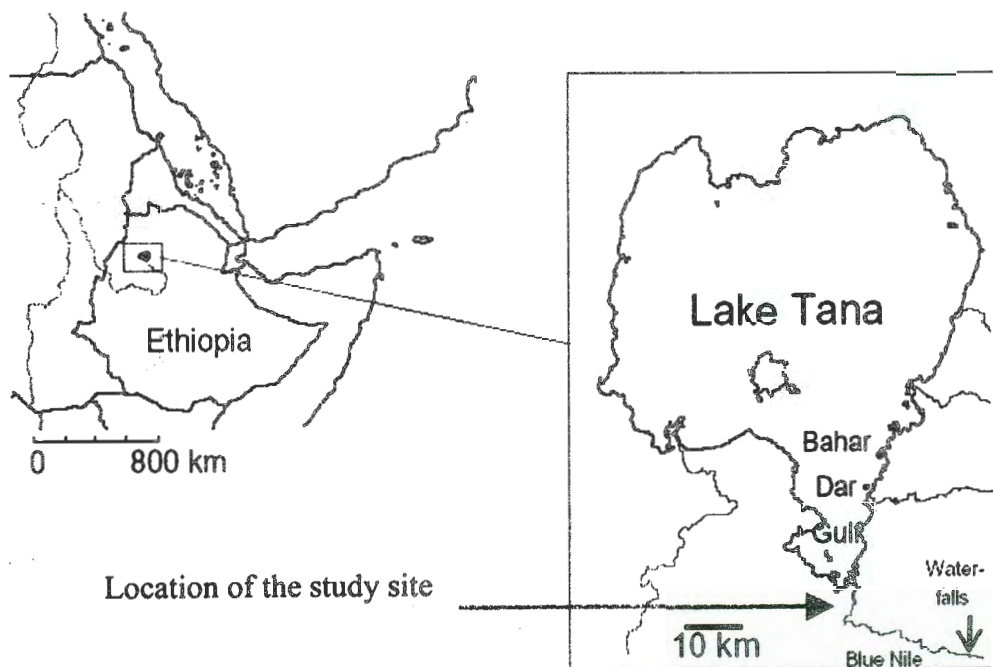 Ethiopia
0 800 km
Location of the study site
Lake Tana
Bahar
Dar
Gulf
Water-
falls
10 km
Blue Nile